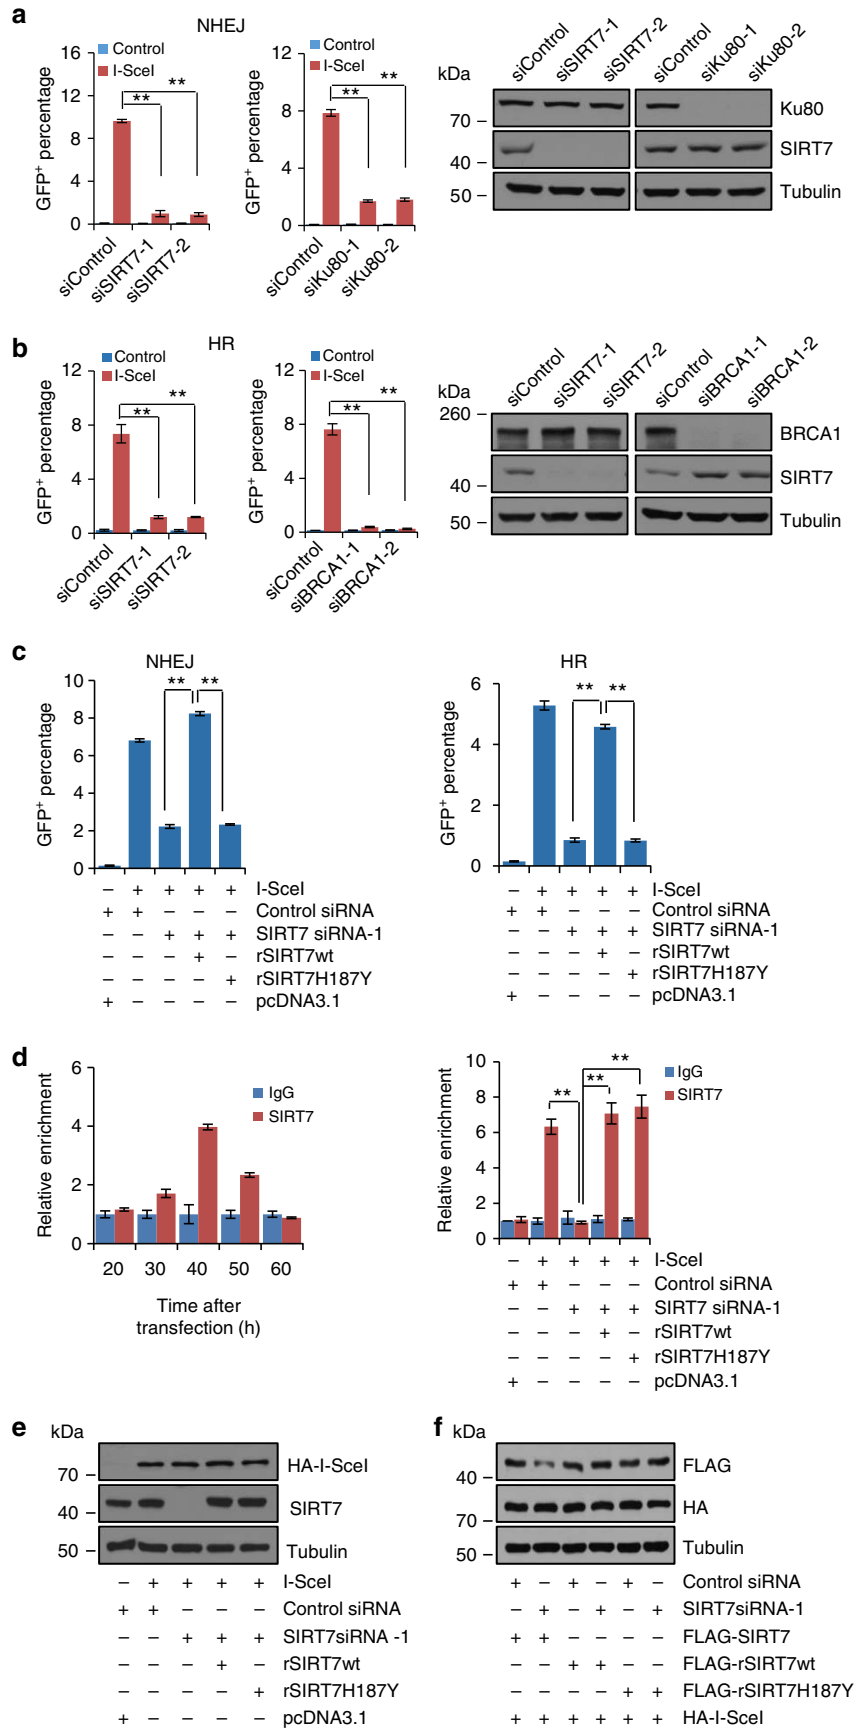 a
NHEJ
Control
I-SceI
**
**
GFP+ percentage
16
12
8
4
0
siControl
siSIRT7-1
siSIRT7-2
Control
I-SceI
**
**
GFP+ percentage
12
8
4
0
siControl
siKu80-1
siKu80-2
kDa
siControl
siSIRT7-1
siSIRT7-2
siControl
siKu80-1
siKu80-2
70 – Ku80
40 – SIRT7
50 – Tubulin
b
HR
Control
I-SceI
**
**
GFP+ percentage
12
8
4
0
siControl
siSIRT7-1
siSIRT7-2
Control
I-SceI
**
**
GFP+ percentage
12
8
4
0
siControl
siBRCA1-1
siBRCA1-2
kDa
siControl
siSIRT7-1
siSIRT7-2
siControl
siBRCA1-1
siBRCA1-2
260 – BRCA1
40 – SIRT7
50 – Tubulin
c
NHEJ
** **
GFP+ percentage
10
8
6
4
2
0
– + + + + I-SceI
+ + – – – Control siRNA
– – + + + SIRT7 siRNA-1
– – – + – rSIRT7wt
– – – – + rSIRT7H187Y
+ – – – – pcDNA3.1
HR
** **
GFP+ percentage
6
4
2
0
– + + + + I-SceI
+ + – – – Control siRNA
– – + + + SIRT7 siRNA-1
– – – + – rSIRT7wt
– – – – + rSIRT7H187Y
+ – – – – pcDNA3.1
d
IgG
SIRT7
Relative enrichment
6
4
2
0
20 30 40 50 60
Time after
transfection (h)
IgG
SIRT7
**
**
**
Relative enrichment
10
8
6
4
2
0
– + + + + I-SceI
+ + – – – Control siRNA
– – + + + SIRT7 siRNA-1
– – – + – rSIRT7wt
– – – – + rSIRT7H187Y
+ – – – – pcDNA3.1
e
kDa
70 – HA-I-SceI
40 – SIRT7
50 – Tubulin
– + + + + I-SceI
+ + – – – Control siRNA
– – + + + SIRT7siRNA -1
– – – + – rSIRT7wt
– – – – + rSIRT7H187Y
+ – – – – pcDNA3.1
f
kDa
40 – FLAG
70 – HA
50 – Tubulin
+ – + – + – Control siRNA
– + – + – + SIRT7siRNA-1
+ + – – – – FLAG-SIRT7
– – + + – – FLAG-rSIRT7wt
– – – – + + FLAG-rSIRT7H187Y
+ + + + + + HA-I-SceI